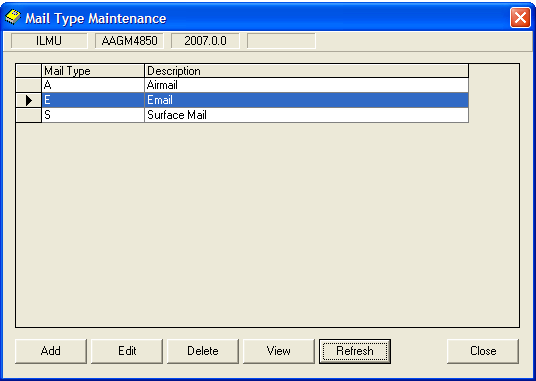 Mail Type Maintenance
ILMU AAGM4850 2007.0.0
Mail Type Description
A Airmail
E Email
S Surface Mail
Add Edit Delete View Refresh Close